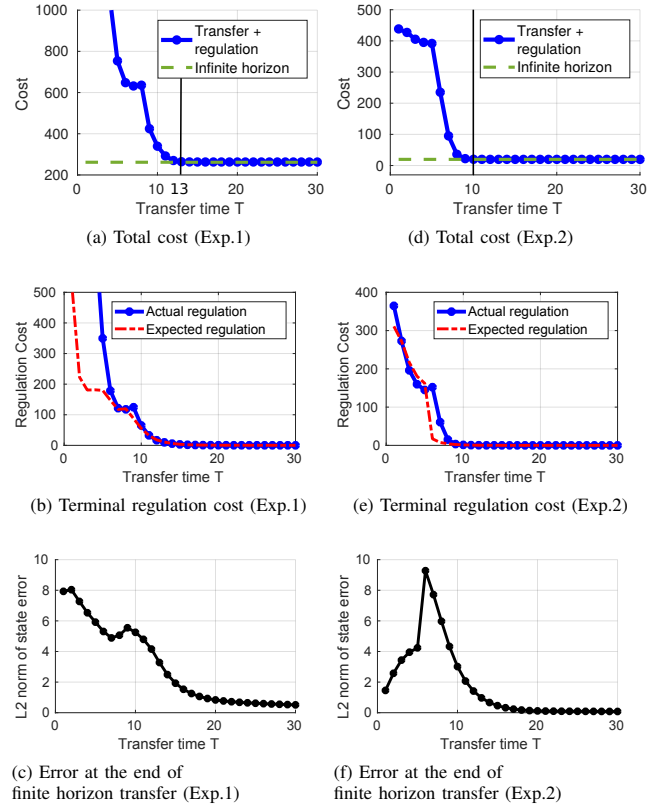 1000
800
600
400
200
Cost
Transfer +
regulation
Infinite horizon
0
10
13
20
30
Transfer time T
(a) Total cost (Exp.1)
500
400
300
200
100
0
Cost
Transfer +
regulation
Infinite horizon
0
10
20
30
Transfer time T
(d) Total cost (Exp.2)
500
400
300
200
100
0
Regulation Cost
Actual regulation
Expected regulation
0
10
20
30
Transfer time T
(b) Terminal regulation cost (Exp.1)
400
300
200
100
0
Regulation Cost
Actual regulation
Expected regulation
0
10
20
30
Transfer time T
(e) Terminal regulation cost (Exp.2)
10
8
6
4
2
0
L2 norm of state error
0
10
20
30
Transfer time T
(c) Error at the end of
finite horizon transfer (Exp.1)
10
8
6
4
2
0
L2 norm of state error
0
10
20
30
Transfer time T
(f) Error at the end of
finite horizon transfer (Exp.2)